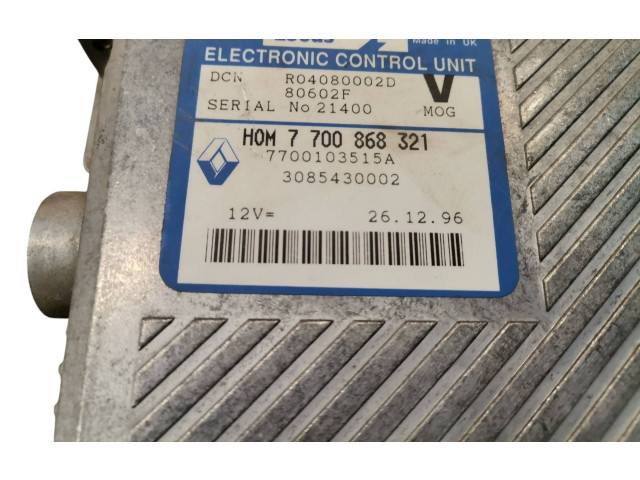 Lucas
Made in UK
ELECTRONIC CONTROL UNIT
DCN R04080002D V
80602F
SERIAL No 21400 MOG
HOM 7 700 868 321
7700103515A
3085430002
12V= 26.12.96